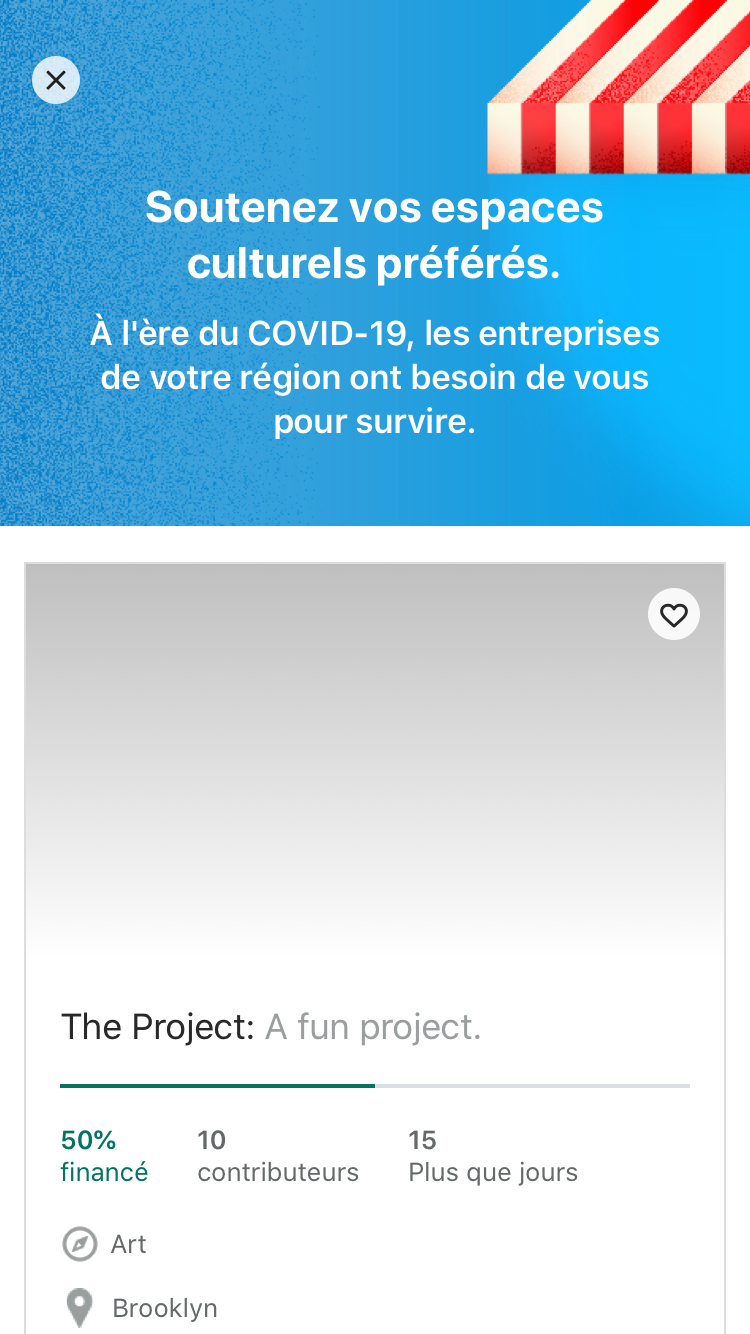 Soutenez vos espaces
culturels préférés.
À l'ère du COVID-19, les entreprises
de votre région ont besoin de vous
pour survire.
The Project: A fun project.
50%
financé
10
contributeurs
15
Plus que jours
Art
Brooklyn